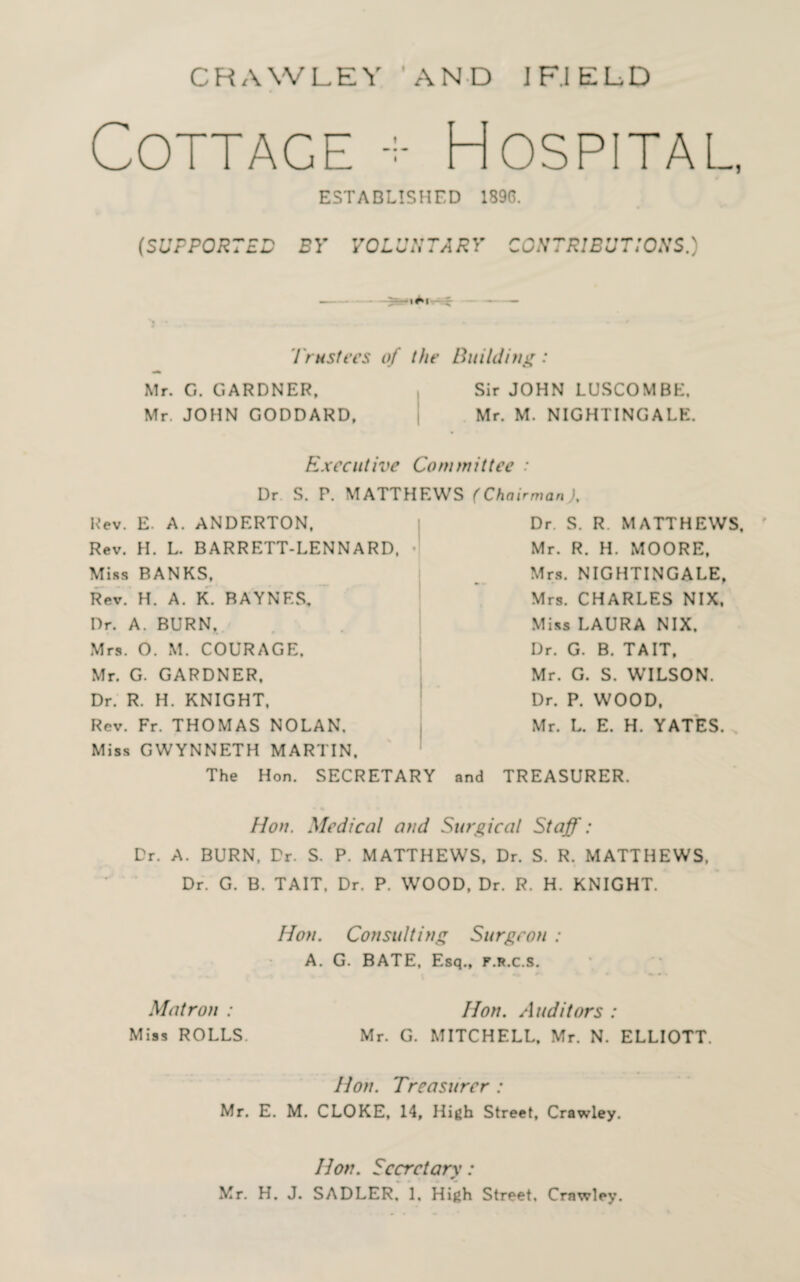 CRAWLEY AND IFIELD
COTTAGE + HOSPITAL,
ESTABLISHED 1896.
(SUPPORTED BY VOLUNTARY CONTRIBUTIONS.)
Trustees of the Building :
Mr. G. GARDNER,
Mr. JOHN GODDARD,
Sir JOHN LUSCOMBE,
Mr. M. NIGHTINGALE.
Executive Committee :
Dr. S. P. MATTHEWS (Chairman),
Rev. E. A. ANDERTON,
Rev. H. L. BARRETT-LENNARD,
Miss BANKS,
Rev. H. A. K. BAYNES,
Dr. A. BURN,
Mrs. O. M. COURAGE,
Mr. G. GARDNER,
Dr. R. H. KNIGHT,
Rev. Fr. THOMAS NOLAN,
Miss GWYNNETH MARTIN,
Dr. S. R. MATTHEWS,
Mr. R. H. MOORE,
Mrs. NIGHTINGALE,
Mrs. CHARLES NIX,
Miss LAURA NIX,
Dr. G. B. TAIT,
Mr. G. S. WILSON.
Dr. P. WOOD,
Mr. L. E. H. YATES.
The Hon. SECRETARY and TREASURER.
Hon. Medical and Surgical Staff :
Dr. A. BURN, Dr. S. P. MATTHEWS, Dr. S. R. MATTHEWS,
Dr. G. B. TAIT, Dr. P. WOOD, Dr. R. H. KNIGHT.
Hon. Consulting Surgeon :
A. G. BATE, Esq., F.R.C.S.
Matron :
Miss ROLLS.
Hon. Auditors :
Mr. G. MITCHELL, Mr. N. ELLIOTT.
Hon. Treasurer :
Mr. E. M. CLOKE, 14, High Street, Crawley.
Hon. Secretary :
Mr. H. J. SADLER, 1, High Street, Crawley.